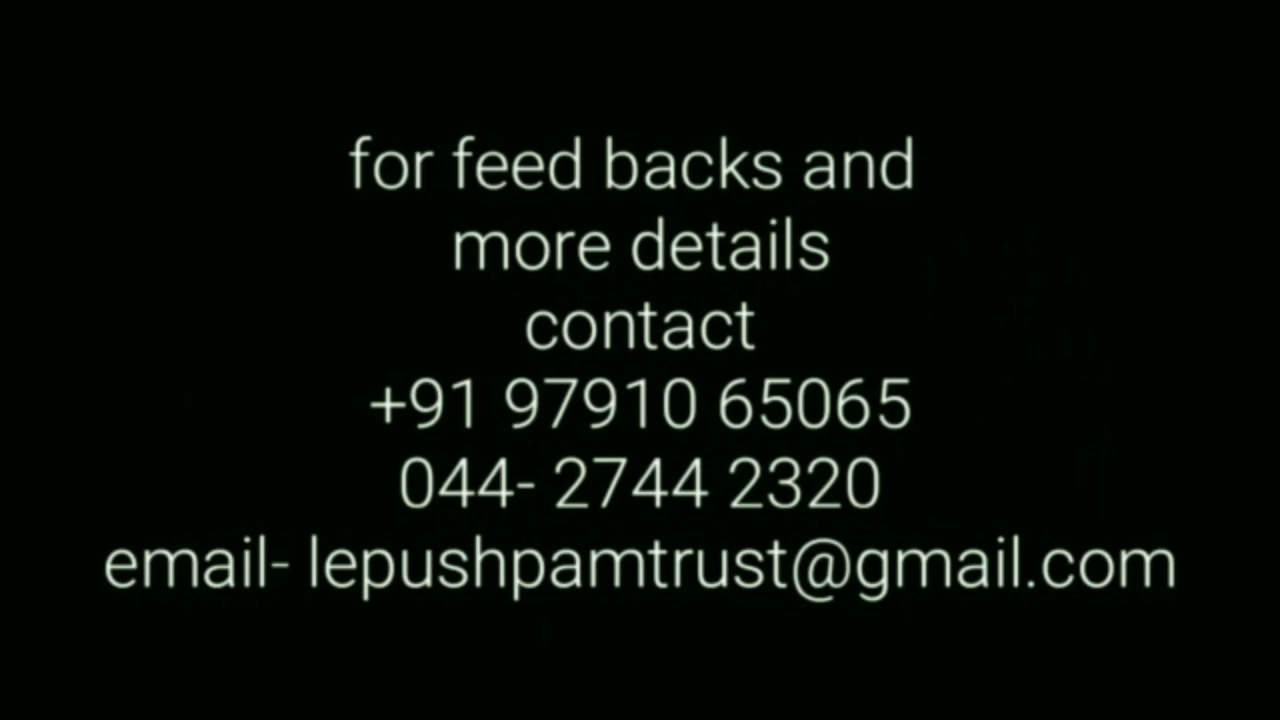 for feed backs and
more details
contact
+91 97910 65065
044- 2744 2320
email- lepushpamtrust@gmail.com